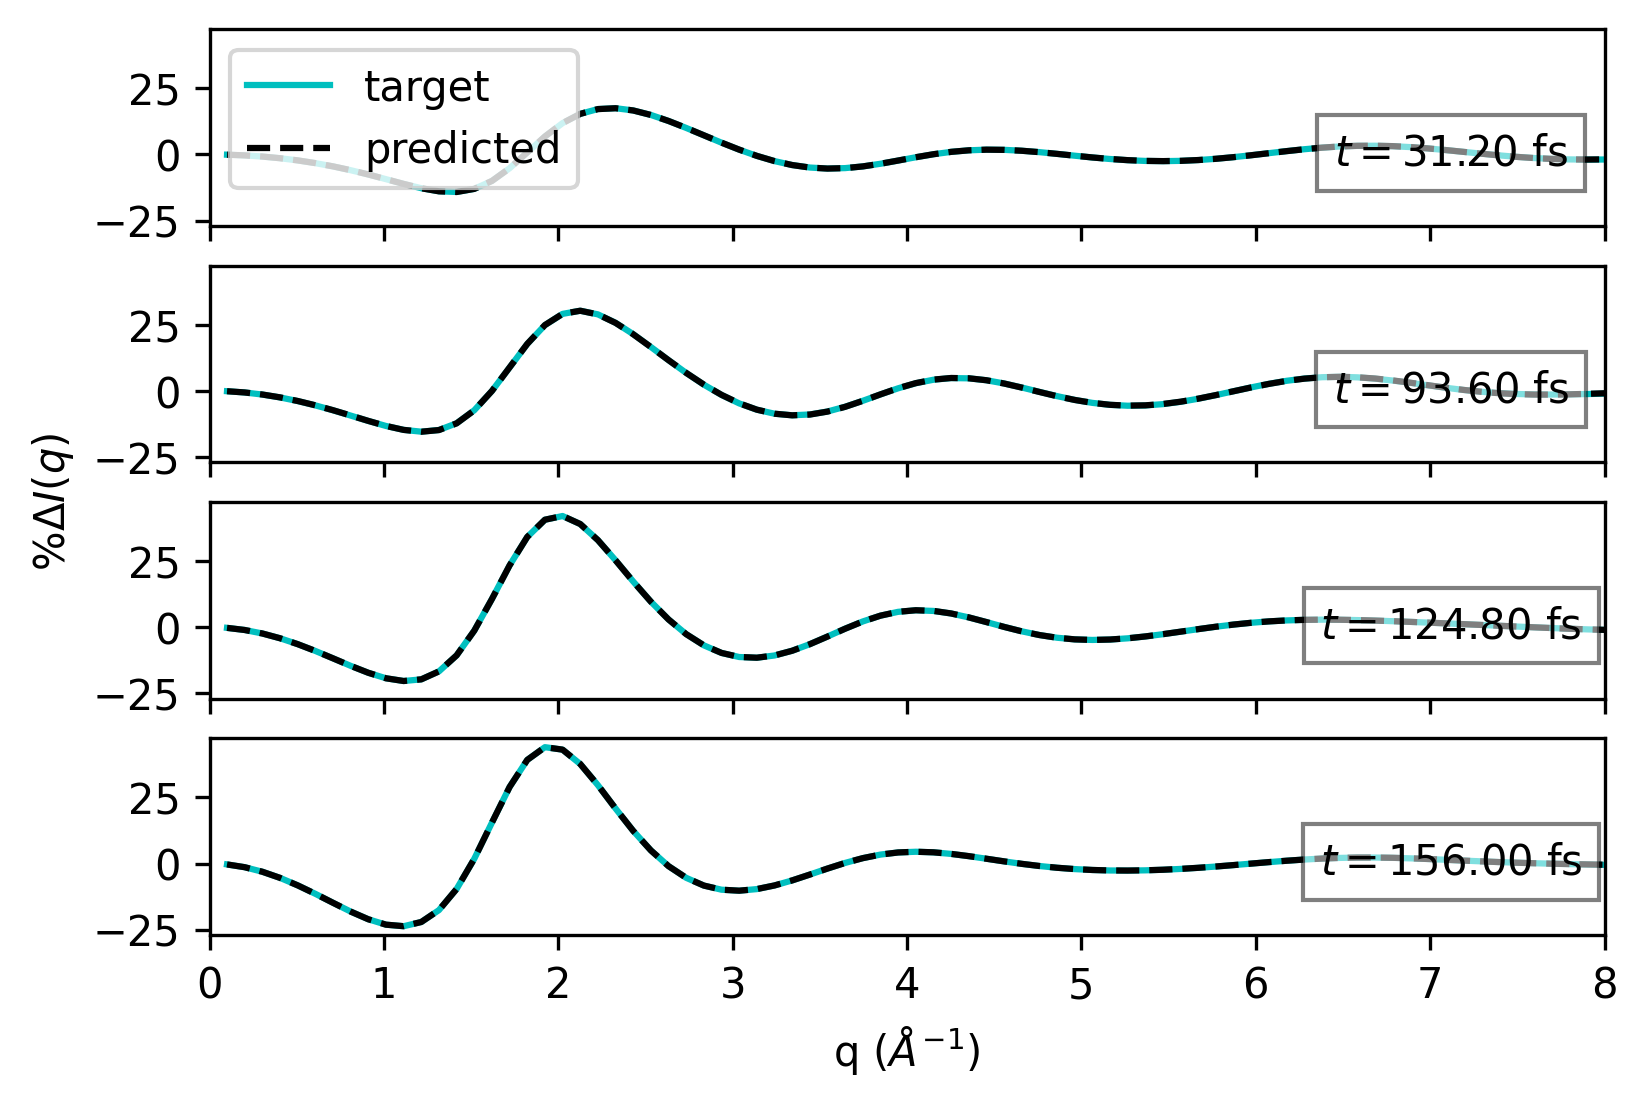 25
0
−25
target
predicted
t = 31.20 fs
25
0
−25
t = 93.60 fs
%ΔI(q)
25
0
−25
t = 124.80 fs
25
0
−25
t = 156.00 fs
0 1 2 3 4 5 6 7 8
q (Å⁻¹)